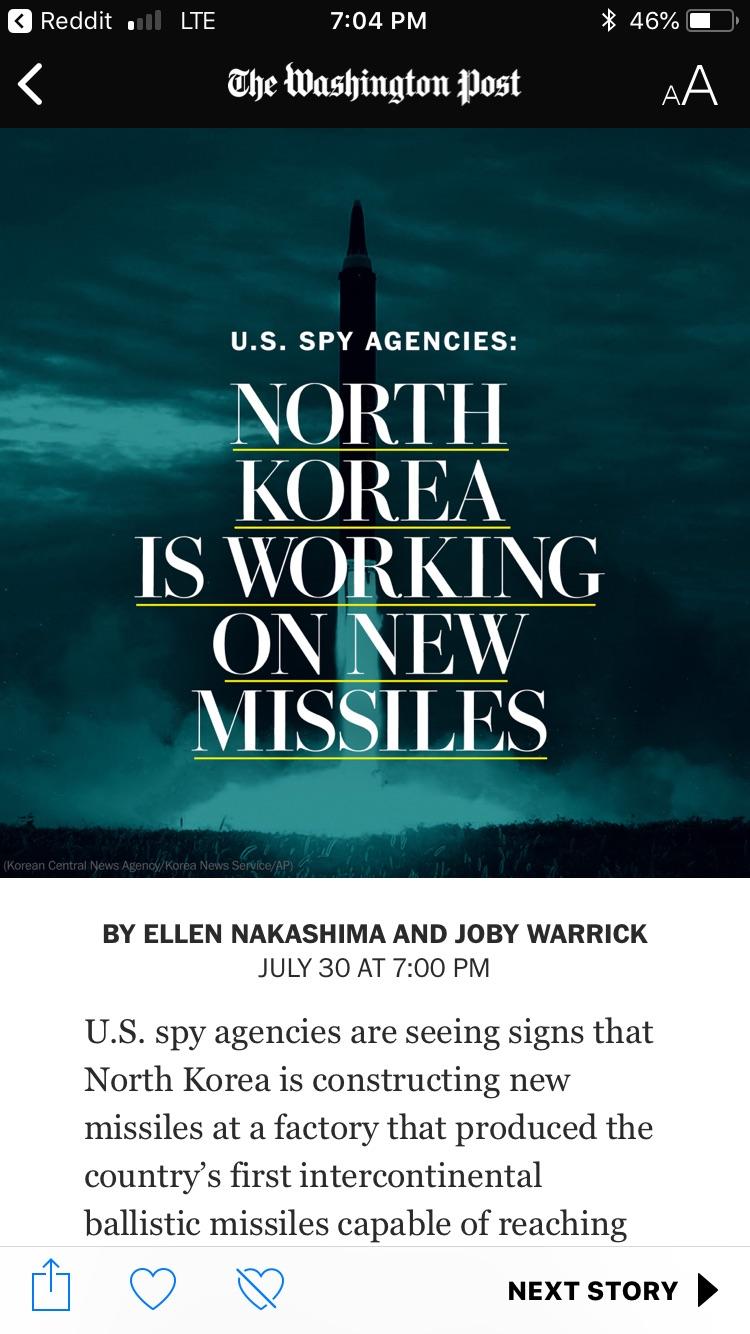 Reddit LTE 7:04 PM 46%
The Washington Post AA
U.S. SPY AGENCIES:
NORTH
KOREA
IS WORKING
ON NEW
MISSILES
(Korean Central News Agency/Korea News Service/AP)
BY ELLEN NAKASHIMA AND JOBY WARRICK
JULY 30 AT 7:00 PM
U.S. spy agencies are seeing signs that
North Korea is constructing new
missiles at a factory that produced the
country’s first intercontinental
ballistic missiles capable of reaching
NEXT STORY